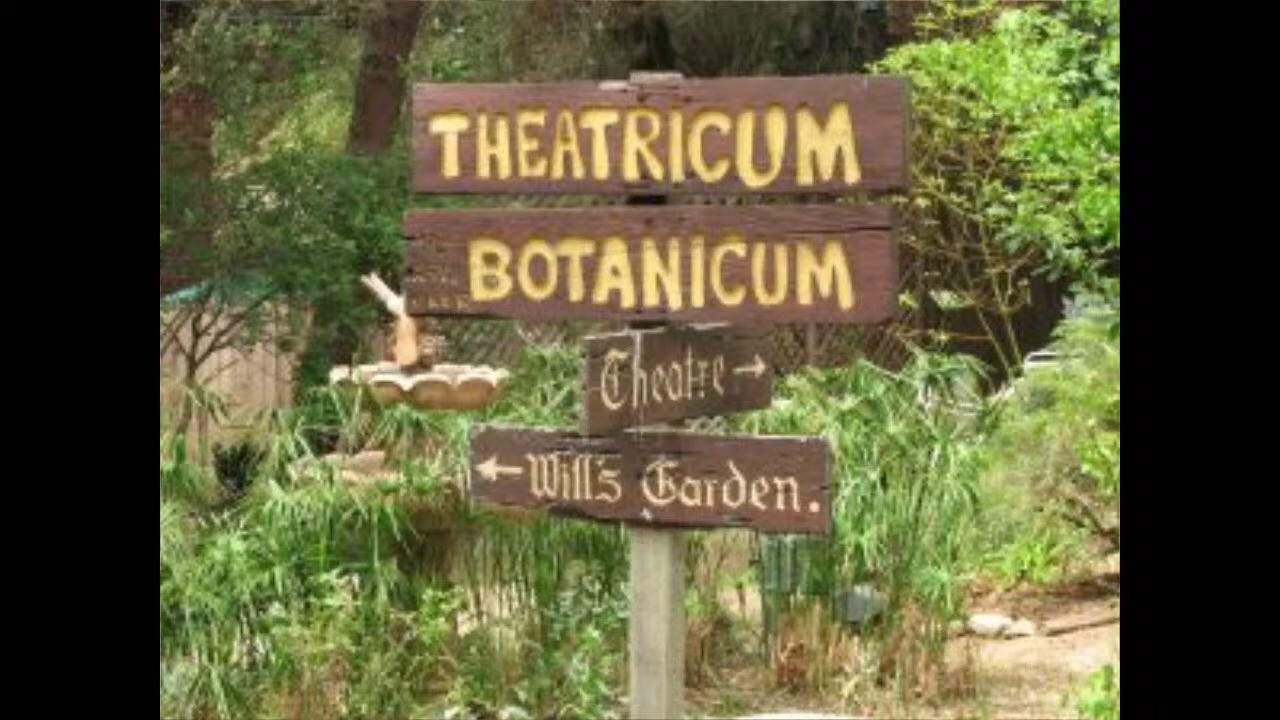 THEATRICUM
BOTANICUM
Theatre →
← Will's Garden.